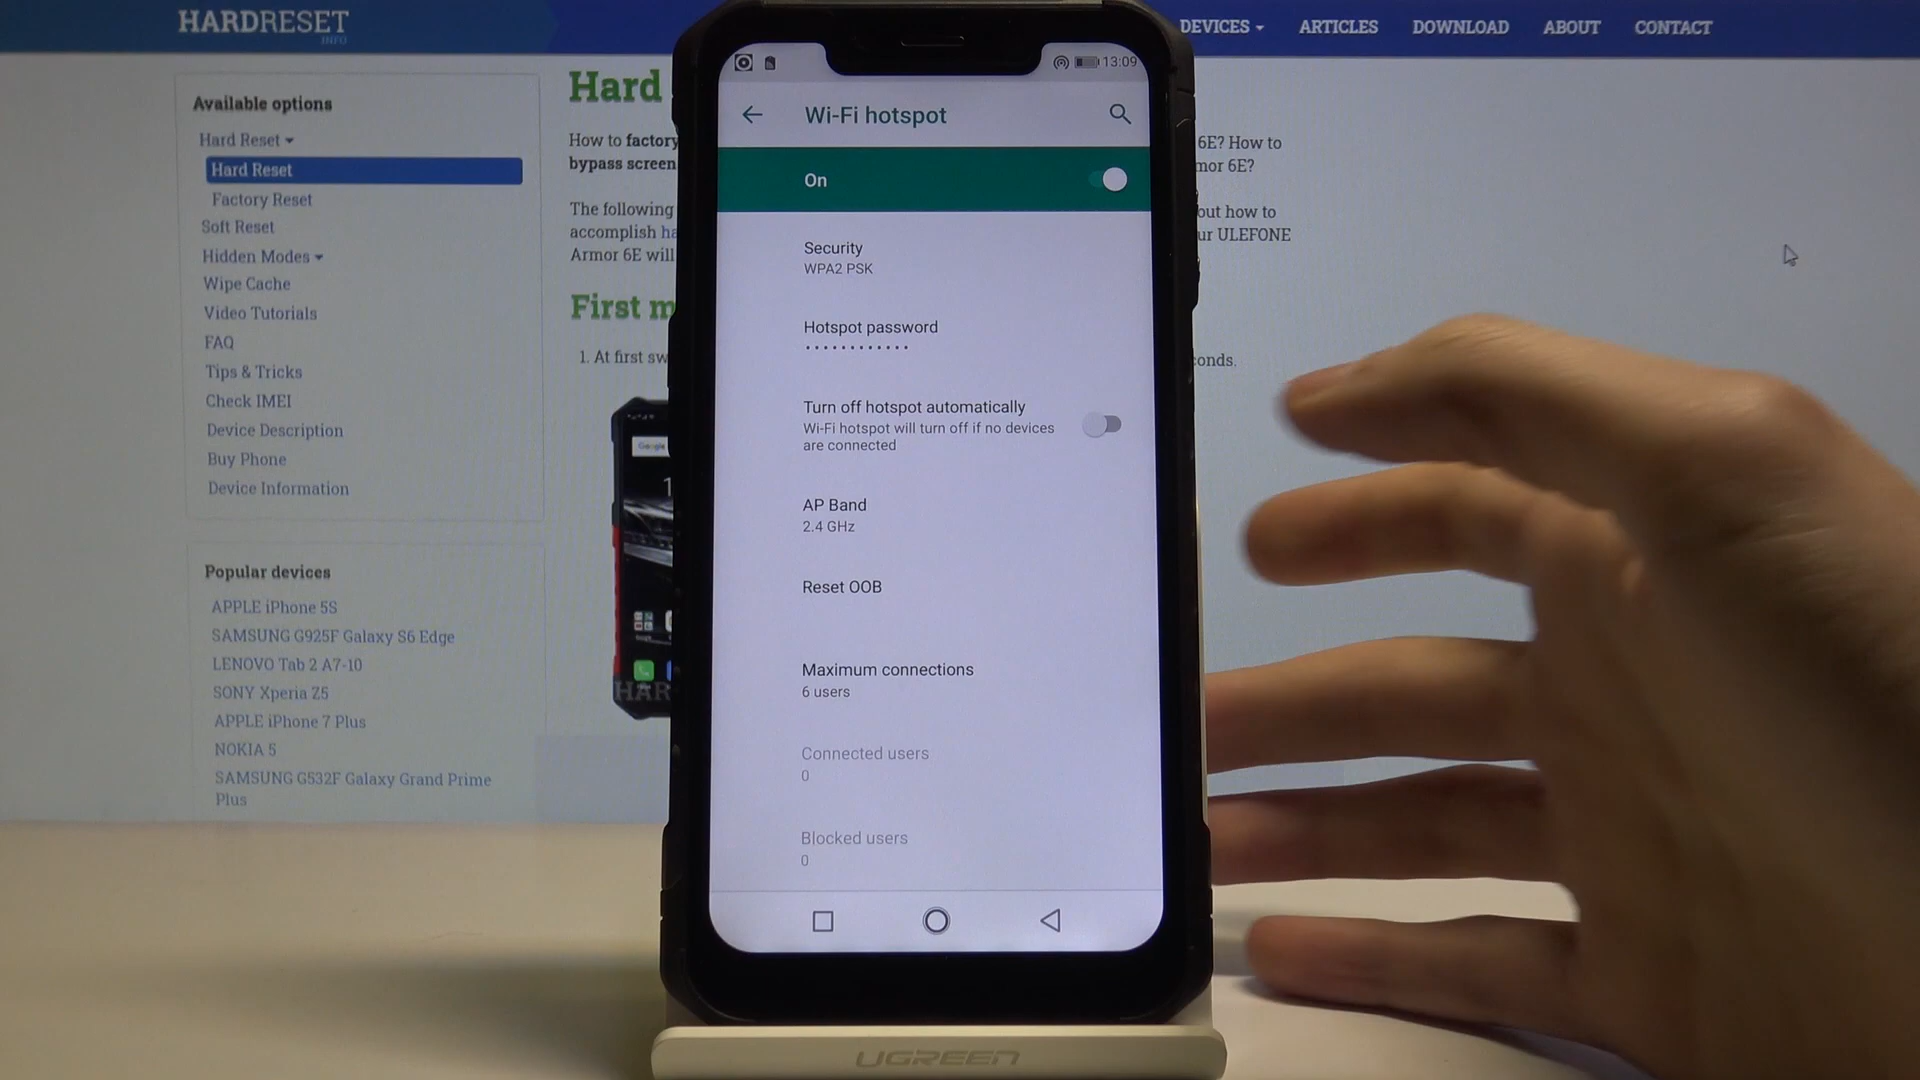 HARDRESET
INFO
DEVICES
ARTICLES
DOWNLOAD
ABOUT
CONTACT
Available options
Hard Reset
Hard Reset
Factory Reset
Soft Reset
Hidden Modes
Wipe Cache
Video Tutorials
FAQ
Tips & Tricks
Check IMEI
Device Description
Buy Phone
Device Information
Popular devices
APPLE iPhone 5S
SAMSUNG G925F Galaxy S6 Edge
LENOVO Tab 2 A7-10
SONY Xperia Z5
APPLE iPhone 7 Plus
NOKIA 5
SAMSUNG G532F Galaxy Grand Prime
Plus
Hard
How to factory
bypass screen
The following
accomplish
Armor 6E will
First
1. At first
Google
HAR
6E? How to
6E?
how to
ULEFONE
13:09
Wi-Fi hotspot
On
Security
WPA2 PSK
Hotspot password
••••••••••••
Turn off hotspot automatically
Wi-Fi hotspot will turn off if no devices
are connected
AP Band
2.4 GHz
Reset OOB
Maximum connections
6 users
Connected users
0
Blocked users
0
UGREEN